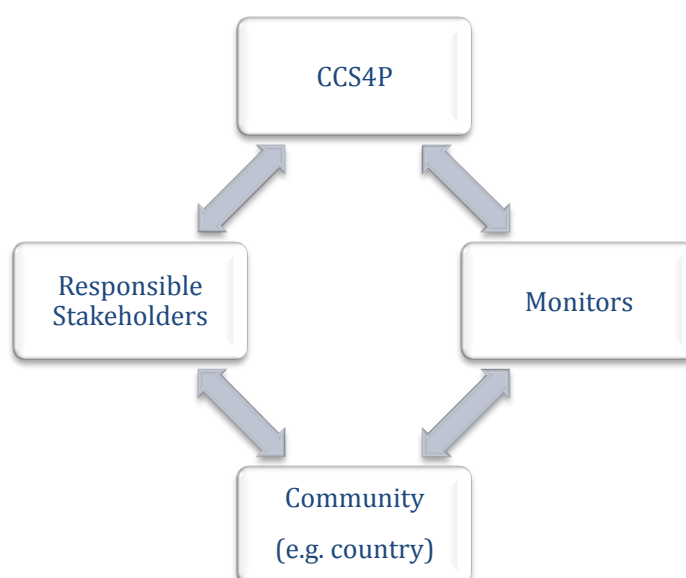 CCS4P
Responsible
Stakeholders
Monitors
Community
(e.g. country)